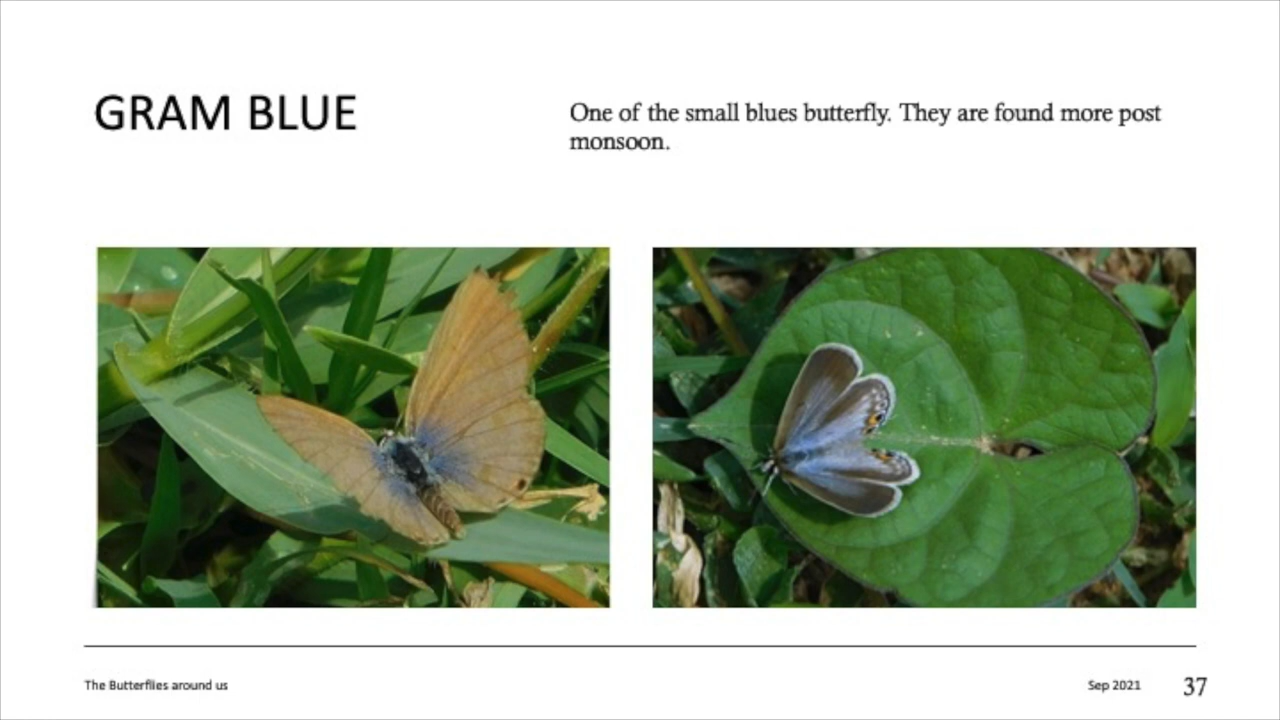 GRAM BLUE
One of the small blues butterfly. They are found more post
monsoon.
The Butterflies around us
Sep 2021
37